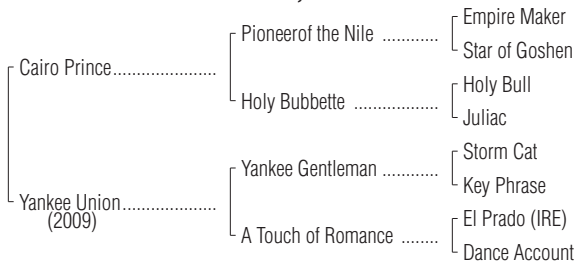 Empire Maker
Pioneerof the Nile ............
Star of Goshen
Cairo Prince.....................
Holy Bull
Holy Bubbette .................
Juliac
Storm Cat
Yankee Gentleman ............
Key Phrase
Yankee Union...................
(2009)
El Prado (IRE)
A Touch of Romance ........
Dance Account